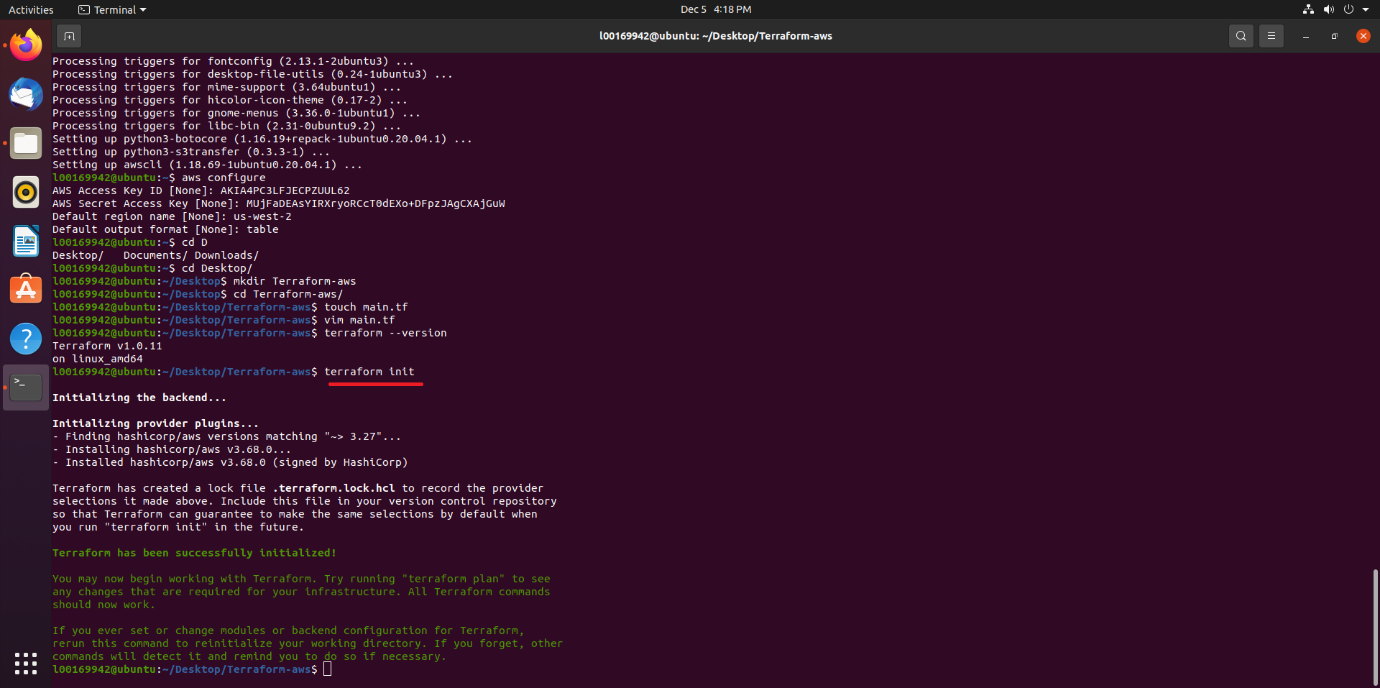 Activities
Terminal
Dec 5 4:18 PM
l00169942@ubuntu: ~/Desktop/Terraform-aws
Processing triggers for fontconfig (2.13.1-2ubuntu3) ...
Processing triggers for desktop-file-utils (0.24-1ubuntu3) ...
Processing triggers for mime-support (3.64ubuntu1) ...
Processing triggers for hicolor-icon-theme (0.17-2) ...
Processing triggers for gnome-menus (3.36.0-1ubuntu1) ...
Processing triggers for libc-bin (2.31-0ubuntu9.2) ...
Setting up python3-botocore (1.16.19+repack-1ubuntu0.20.04.1) ...
Setting up python3-s3transfer (0.3.3-1) ...
Setting up awscli (1.18.69-1ubuntu0.20.04.1) ...
l00169942@ubuntu:~$ aws configure
AWS Access Key ID [None]: AKIA4PC3LFJECPZUUL62
AWS Secret Access Key [None]: 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
Default region name [None]: us-west-2
Default output format [None]: table
l00169942@ubuntu:~$ cd D
Desktop/   Documents/ Downloads/
l00169942@ubuntu:~$ cd Desktop/
l00169942@ubuntu:~/Desktop$ mkdir Terraform-aws
l00169942@ubuntu:~/Desktop$ cd Terraform-aws/
l00169942@ubuntu:~/Desktop/Terraform-aws$ touch main.tf
l00169942@ubuntu:~/Desktop/Terraform-aws$ vim main.tf
l00169942@ubuntu:~/Desktop/Terraform-aws$ terraform --version
Terraform v1.0.11
on linux_amd64
l00169942@ubuntu:~/Desktop/Terraform-aws$ terraform init
Initializing the backend...
Initializing provider plugins...
- Finding hashicorp/aws versions matching "~> 3.27"...
- Installing hashicorp/aws v3.68.0...
- Installed hashicorp/aws v3.68.0 (signed by HashiCorp)
Terraform has created a lock file .terraform.lock.hcl to record the provider
selections it made above. Include this file in your version control repository
so that Terraform can guarantee to make the same selections by default when
you run "terraform init" in the future.
Terraform has been successfully initialized!
You may now begin working with Terraform. Try running "terraform plan" to see
any changes that are required for your infrastructure. All Terraform commands
should now work.
If you ever set or change modules or backend configuration for Terraform,
rerun this command to reinitialize your working directory. If you forget, other
commands will detect it and remind you to do so if necessary.
l00169942@ubuntu:~/Desktop/Terraform-aws$